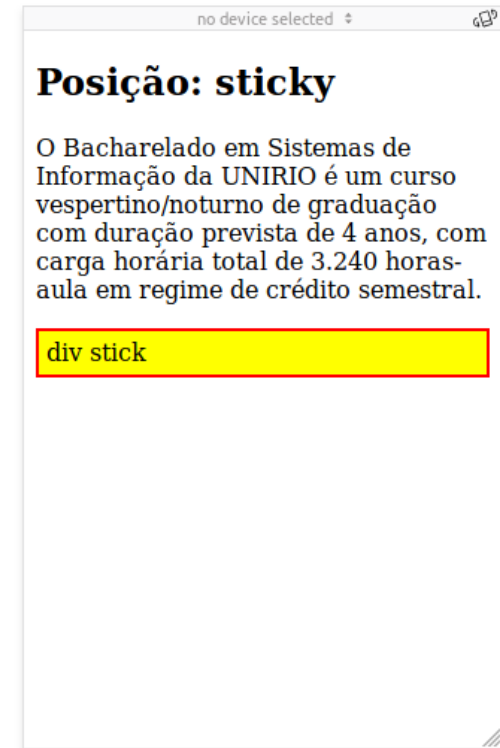 no device selected
Posição: sticky
O Bacharelado em Sistemas de
Informação da UNIRIO é um curso
vespertino/noturno de graduação
com duração prevista de 4 anos, com
carga horária total de 3.240 horas-
aula em regime de crédito semestral.
div stick